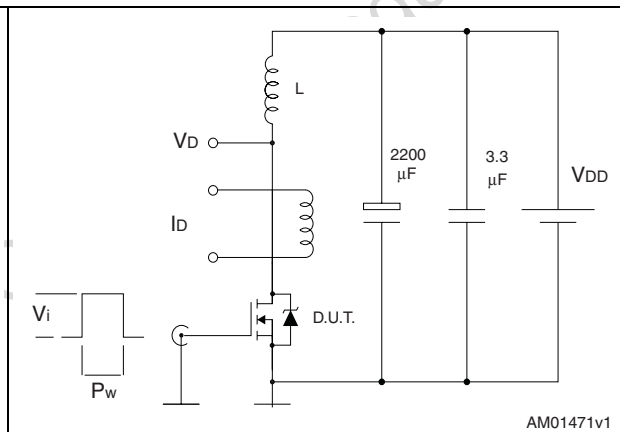 L
VD
2200
μF
3.3
μF
VDD
ID
Vi
D.U.T.
Pw
AM01471v1